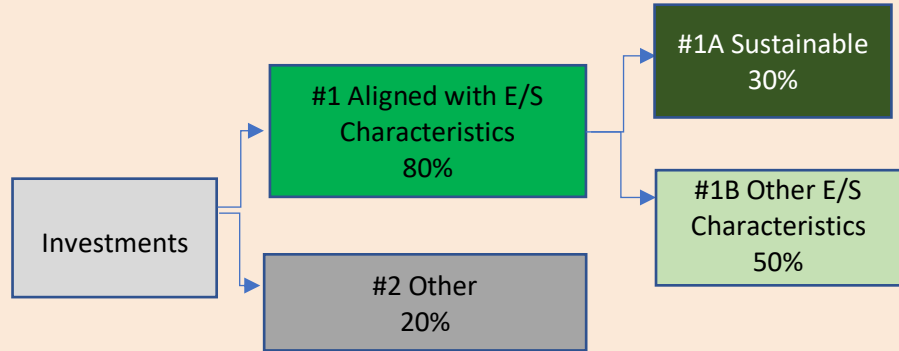 #1A Sustainable
30%
#1 Aligned with E/S
Characteristics
80%
#1B Other E/S
Characteristics
50%
Investments
#2 Other
20%